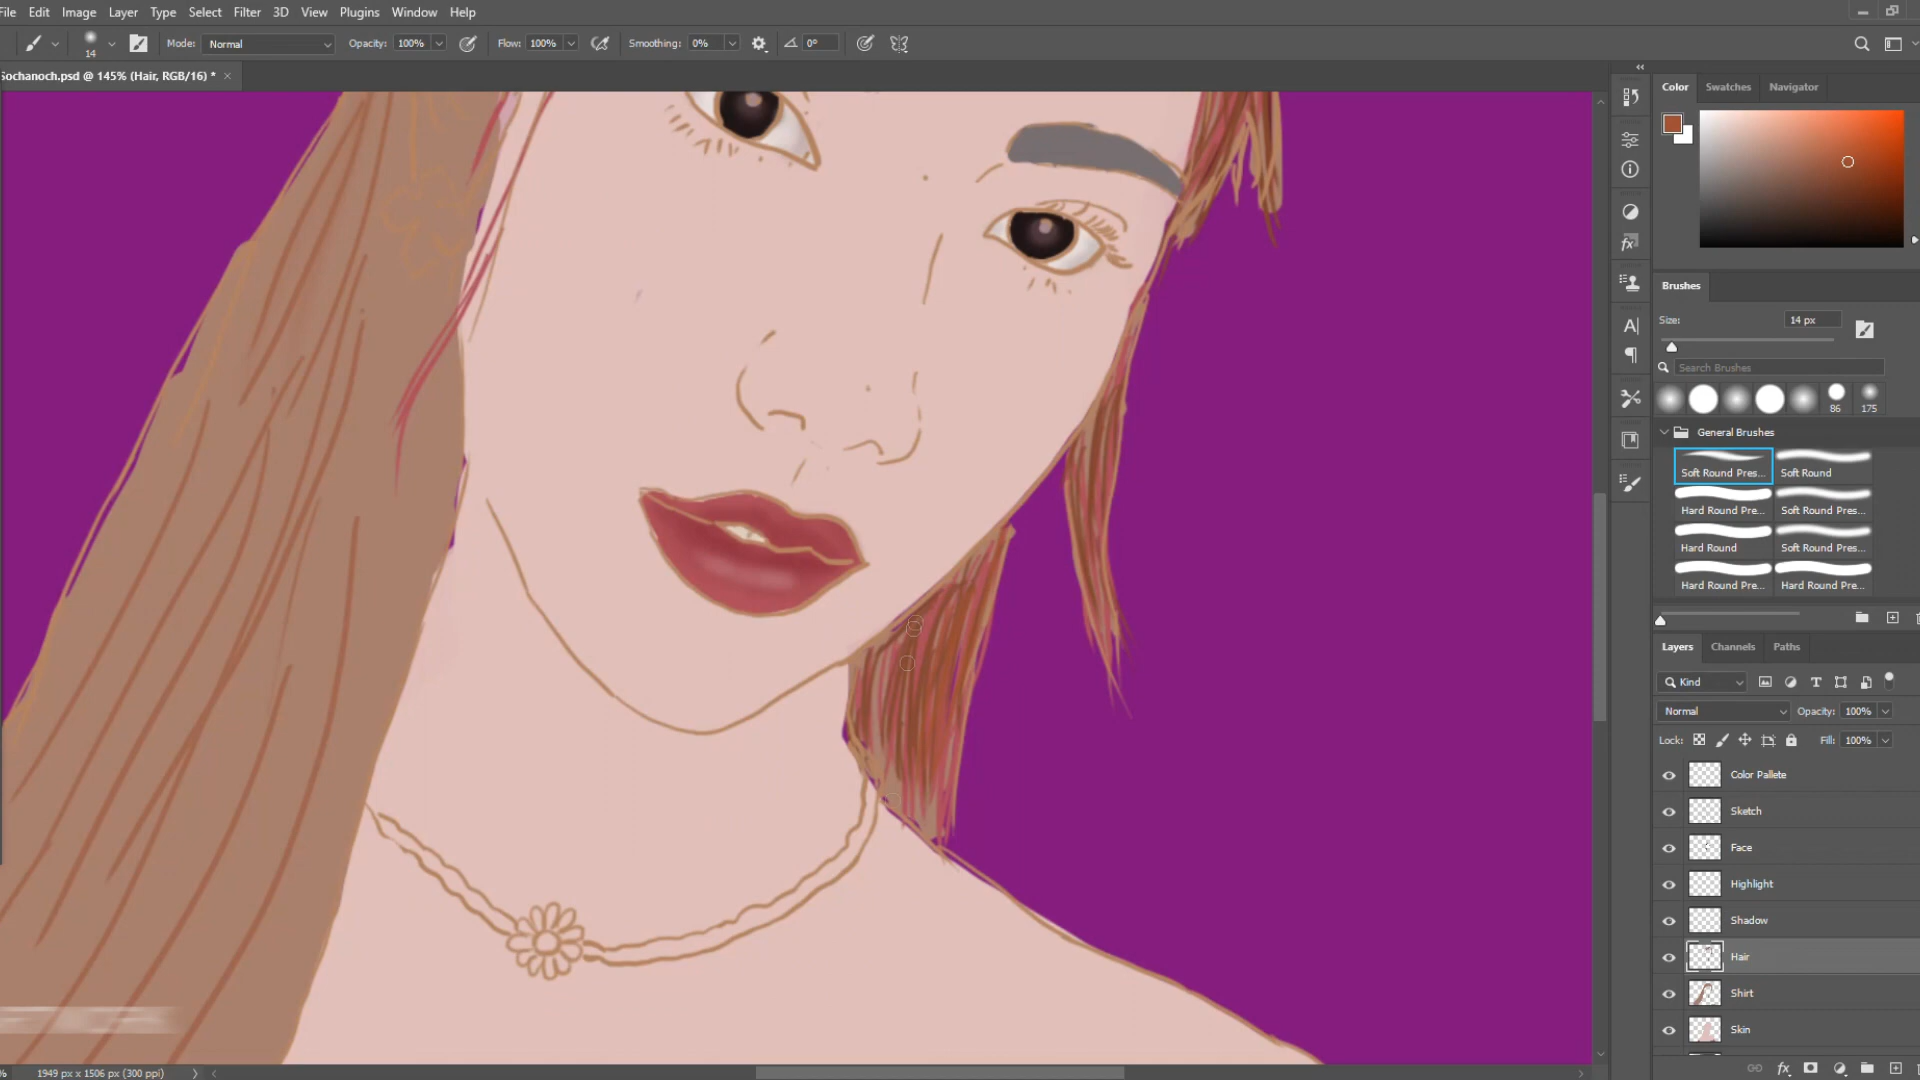 File Edit Image Layer Type Select Filter 3D View Plugins Window Help
14 Mode: Normal Opacity: 100% Flow: 100% Smoothing: 0% 0°
Sochanoch.psd @ 145% (Hair, RGB/16) * ×
Color Swatches Navigator
Brushes
Size: 14 px
Search Brushes
86 175
General Brushes
Soft Round Pres... Soft Round
Hard Round Pre... Soft Round Pres...
Hard Round Soft Round Pres...
Hard Round Pre... Hard Round Pre...
Layers Channels Paths
Kind
Normal Opacity: 100%
Lock: Fill: 100%
Color Pallete
Sketch
Face
Highlight
Shadow
Hair
Shirt
Skin
% 1949 px x 1506 px (300 ppi)